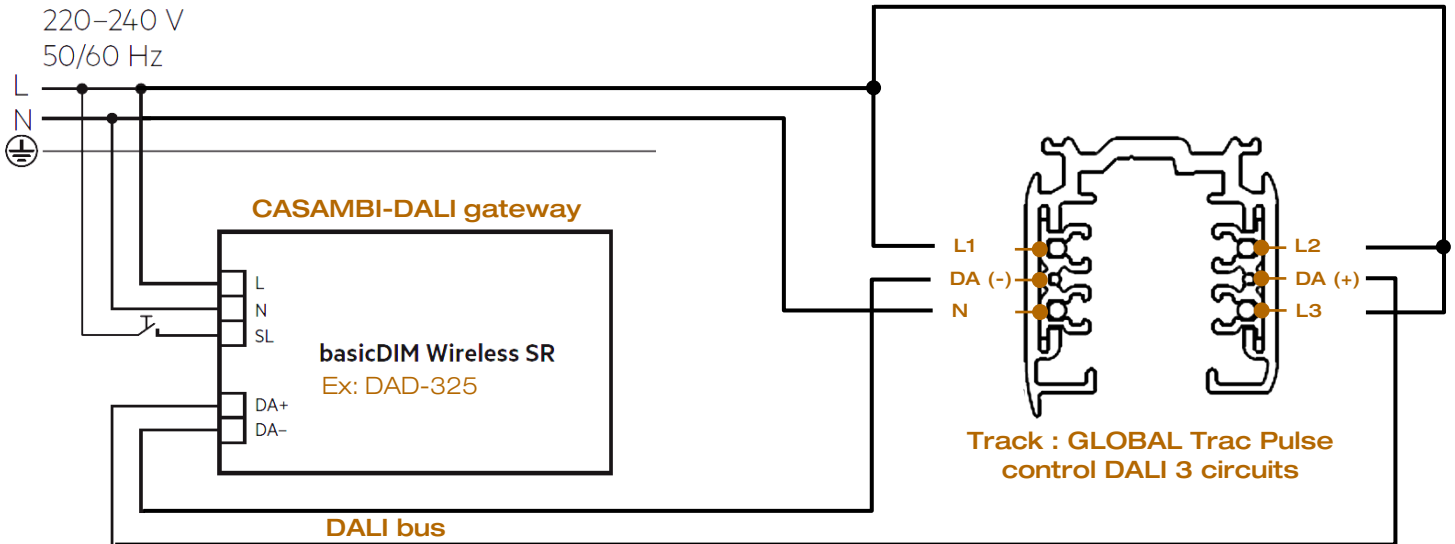 220–240 V
50/60 Hz
L
N
CASAMBI-DALI gateway
L
N
SL
basicDIM Wireless SR
Ex: DAD-325
DA+
DA–
DALI bus
L1
DA (-)
N
L2
DA (+)
L3
Track : GLOBAL Trac Pulse
control DALI 3 circuits